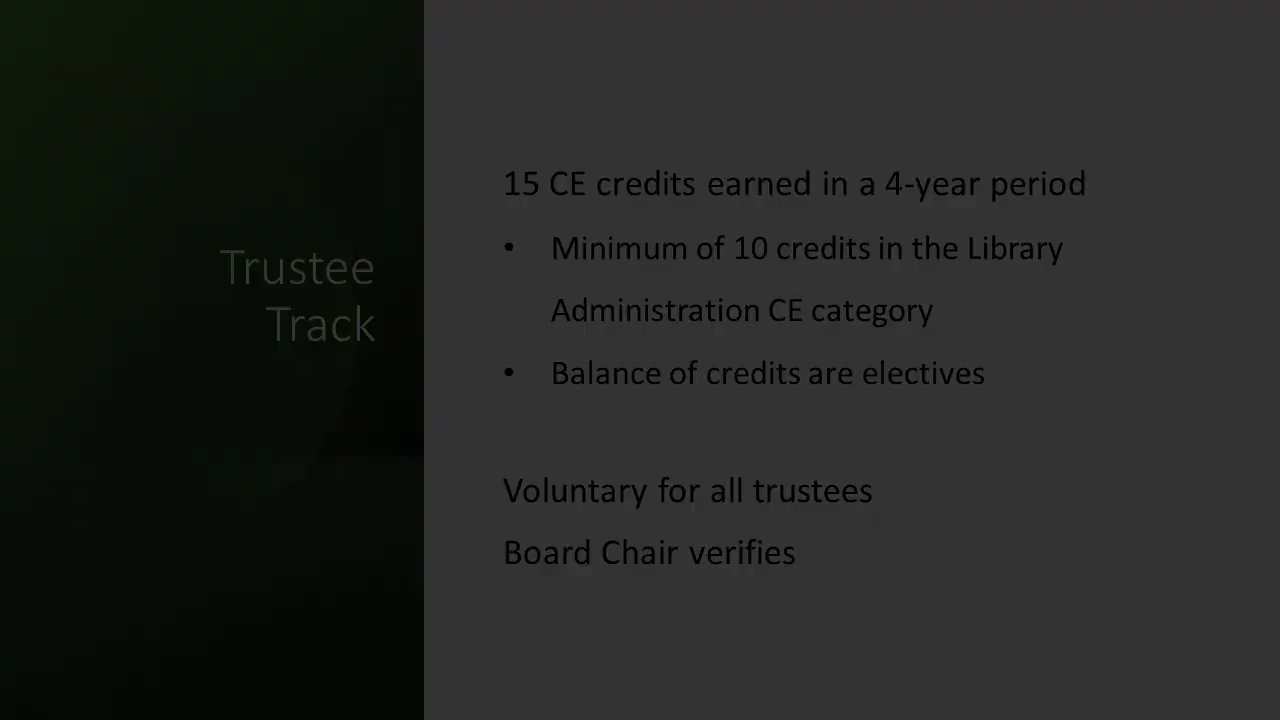 Trustee
Track
15 CE credits earned in a 4-year period
• Minimum of 10 credits in the Library
Administration CE category
• Balance of credits are electives
Voluntary for all trustees
Board Chair verifies